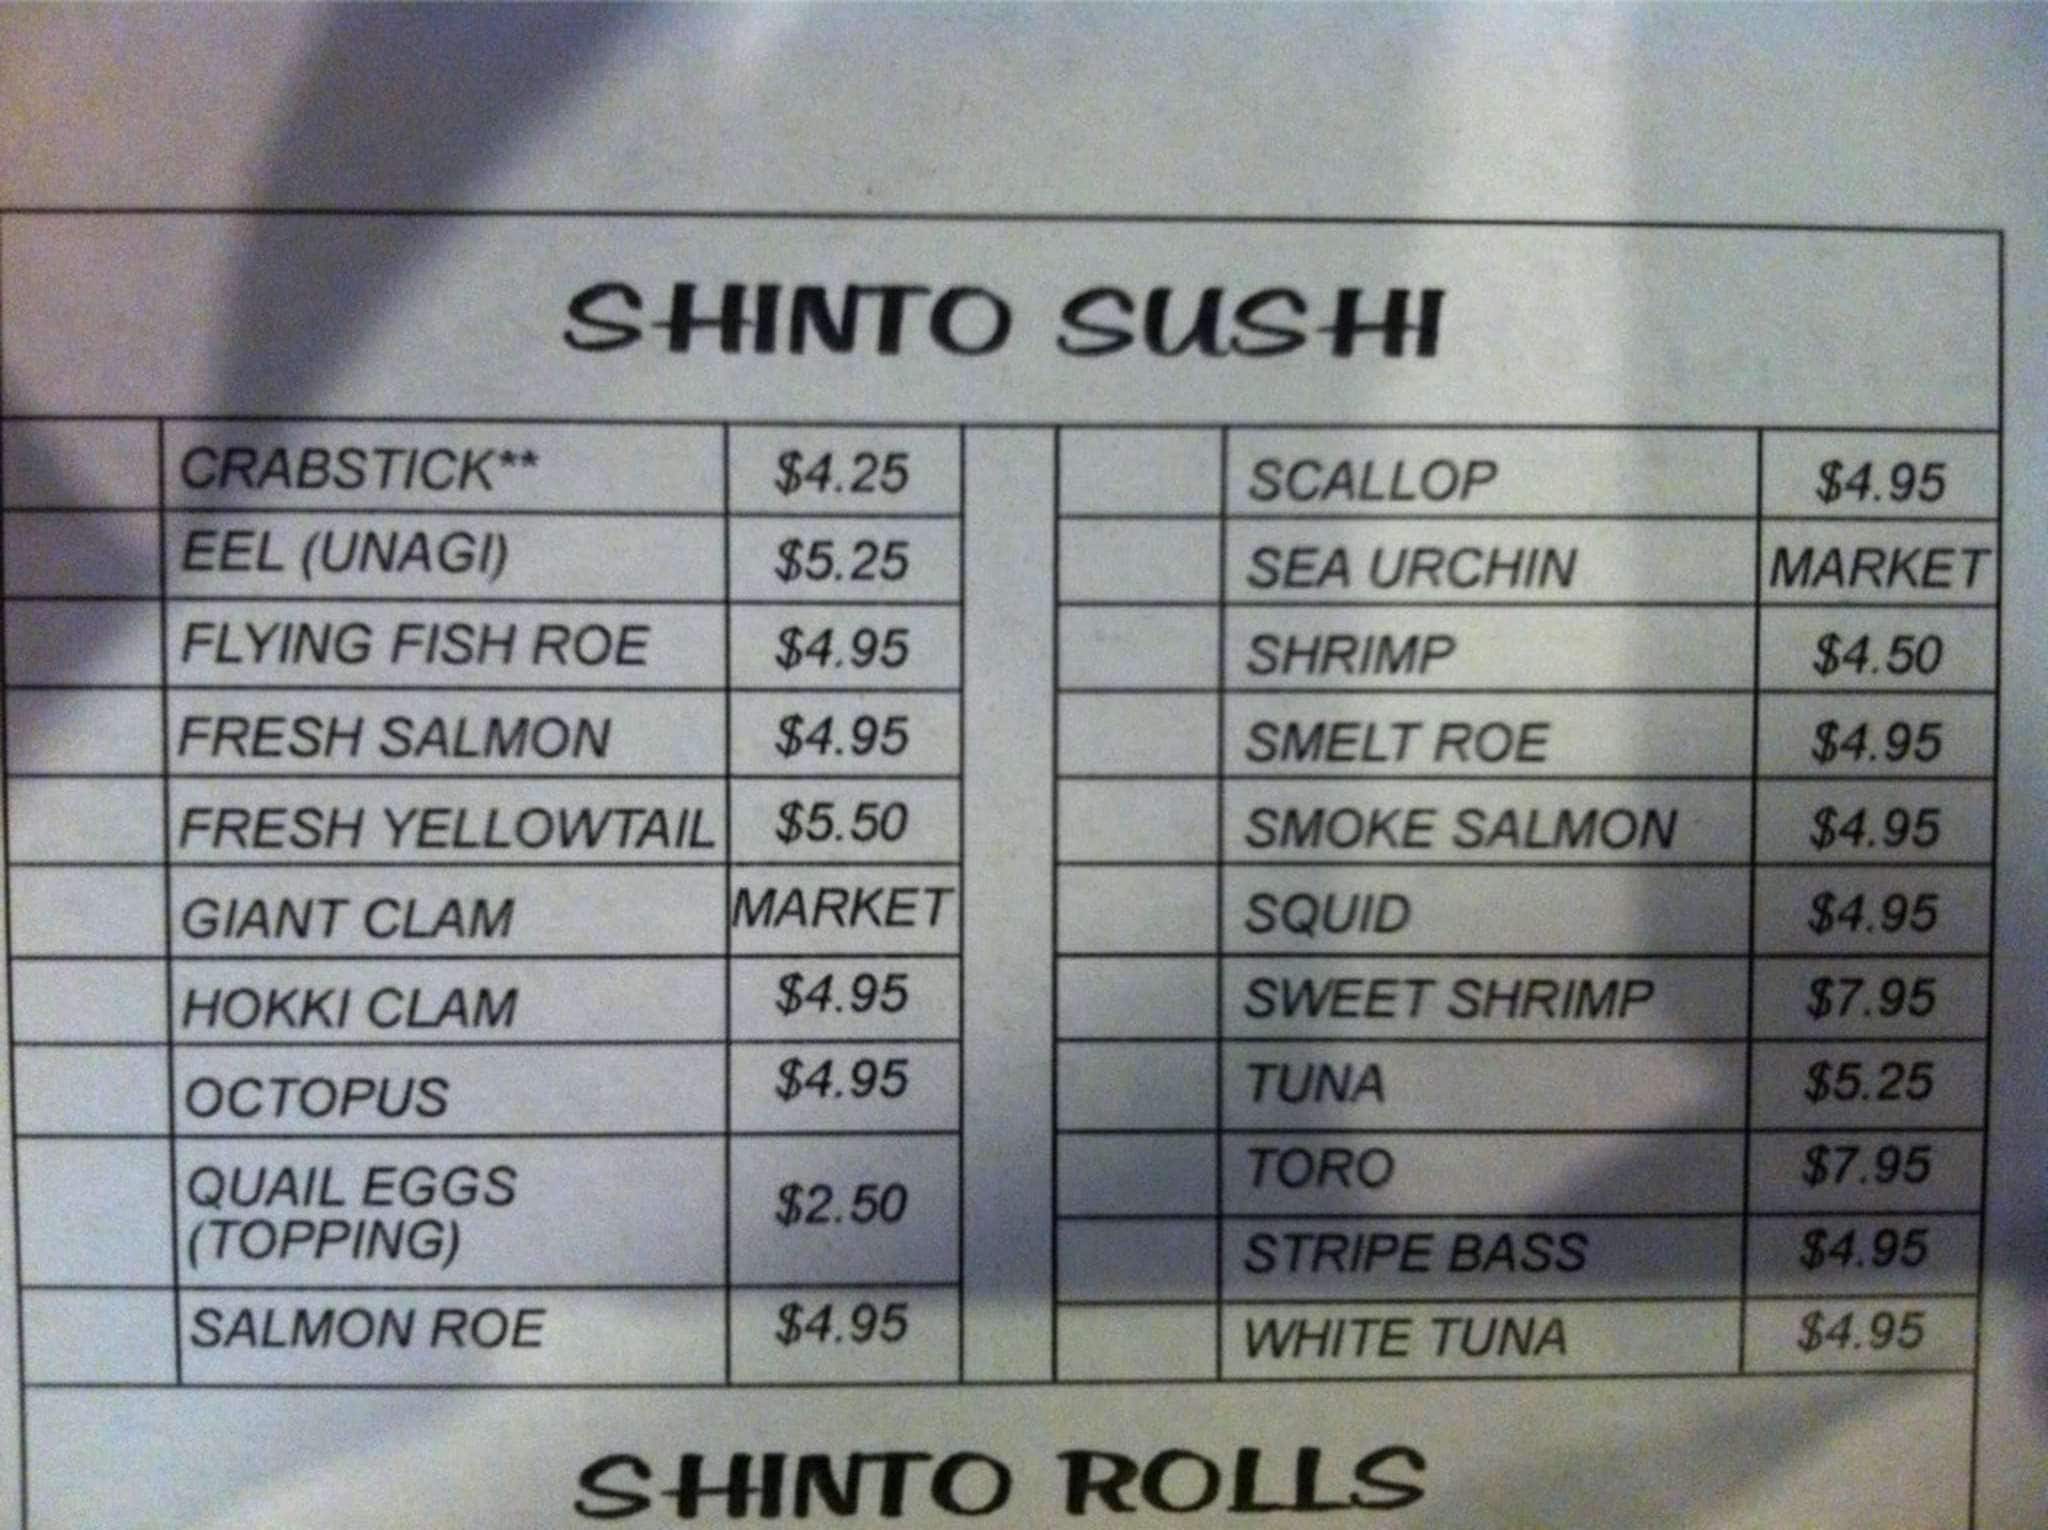 SHINTO SUSHI
CRABSTICK** $4.25
EEL (UNAGI) $5.25
FLYING FISH ROE $4.95
FRESH SALMON $4.95
FRESH YELLOWTAIL $5.50
GIANT CLAM MARKET
HOKKI CLAM $4.95
OCTOPUS $4.95
QUAIL EGGS
(TOPPING) $2.50
SALMON ROE $4.95
SCALLOP $4.95
SEA URCHIN MARKET
SHRIMP $4.50
SMELT ROE $4.95
SMOKE SALMON $4.95
SQUID $4.95
SWEET SHRIMP $7.95
TUNA $5.25
TORO $7.95
STRIPE BASS $4.95
WHITE TUNA $4.95
SHINTO ROLLS